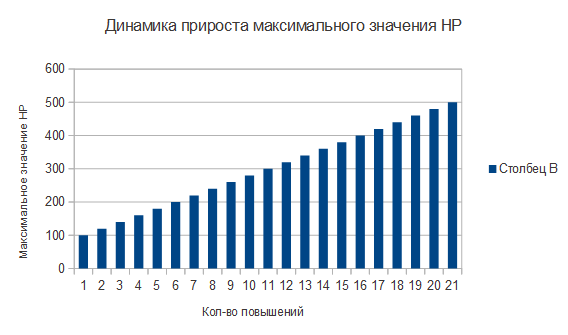 Динамика прироста максимального значения HP
Максимальное значение HP
600
500
400
300
200
100
0
1 2 3 4 5 6 7 8 9 10 11 12 13 14 15 16 17 18 19 20 21
Кол-во повышений
Столбец B